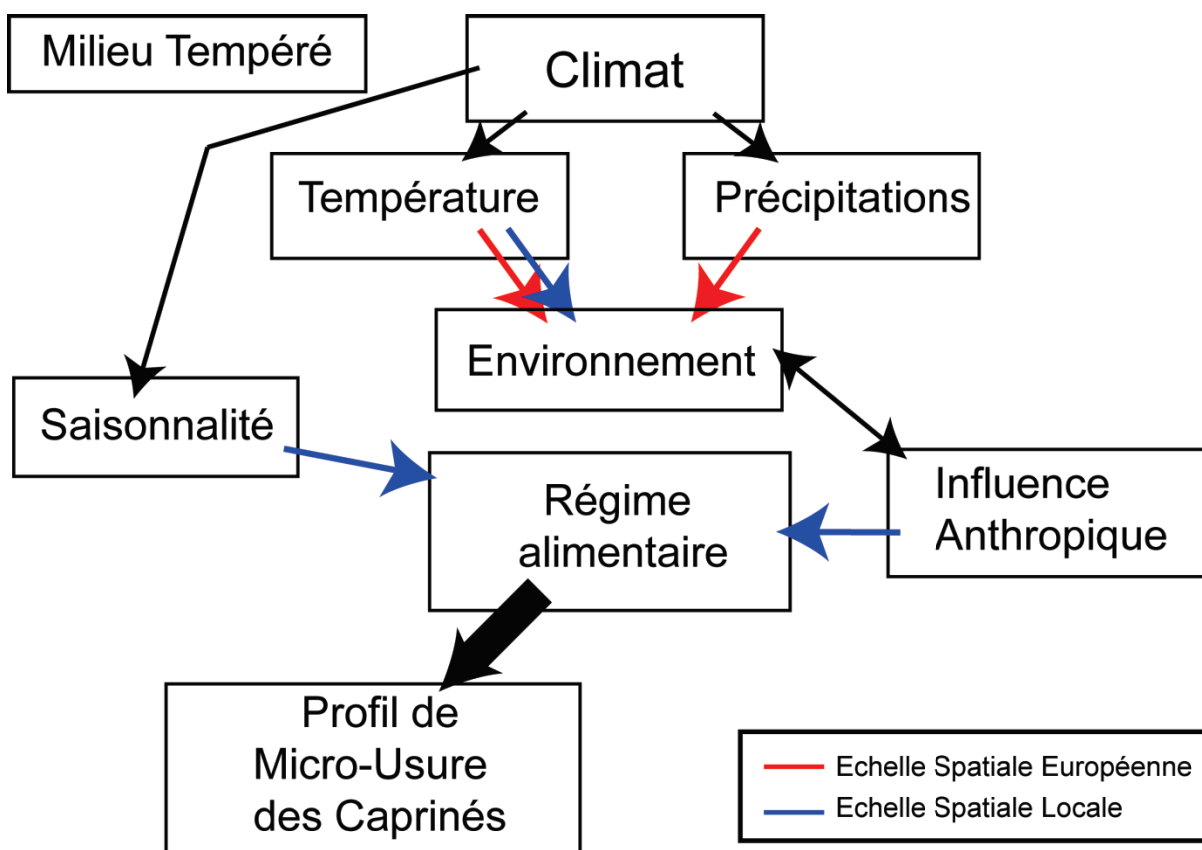 Milieu Tempéré
Climat
Température
Précipitations
Environnement
Saisonnalité
Régime
alimentaire
Influence
Anthropique
Profil de
Micro-Usure
des Caprinés
Echelle Spatiale Européenne
Echelle Spatiale Locale